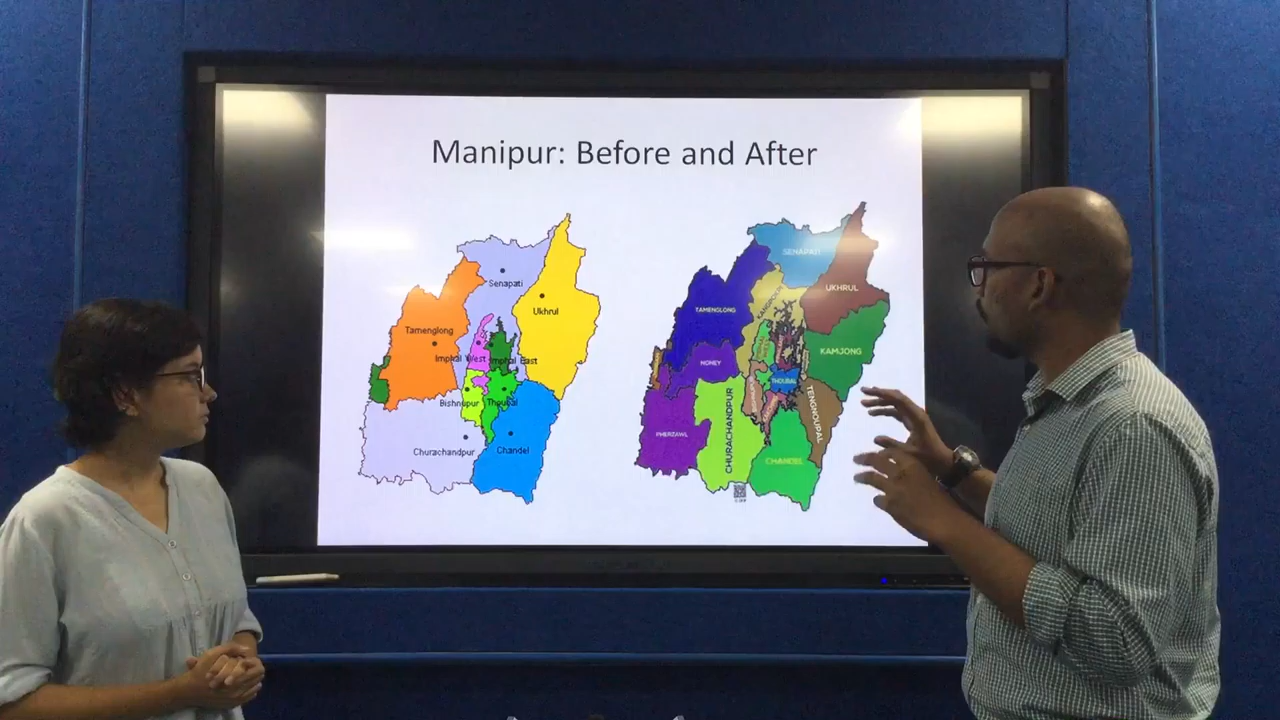 Manipur: Before and After
Senapati
Ukhrul
Tamenglong
Imphal West
Imphal East
Bishnupur
Thoubal
Churachandpur
Chandel
SENAPATI
UKHRUL
TAMENGLONG
KANGPOKPI
KAMJONG
NONEY
THOUBAL
CHURACHANDPUR
TENGNOUPAL
PHERZAWL
CHANDEL